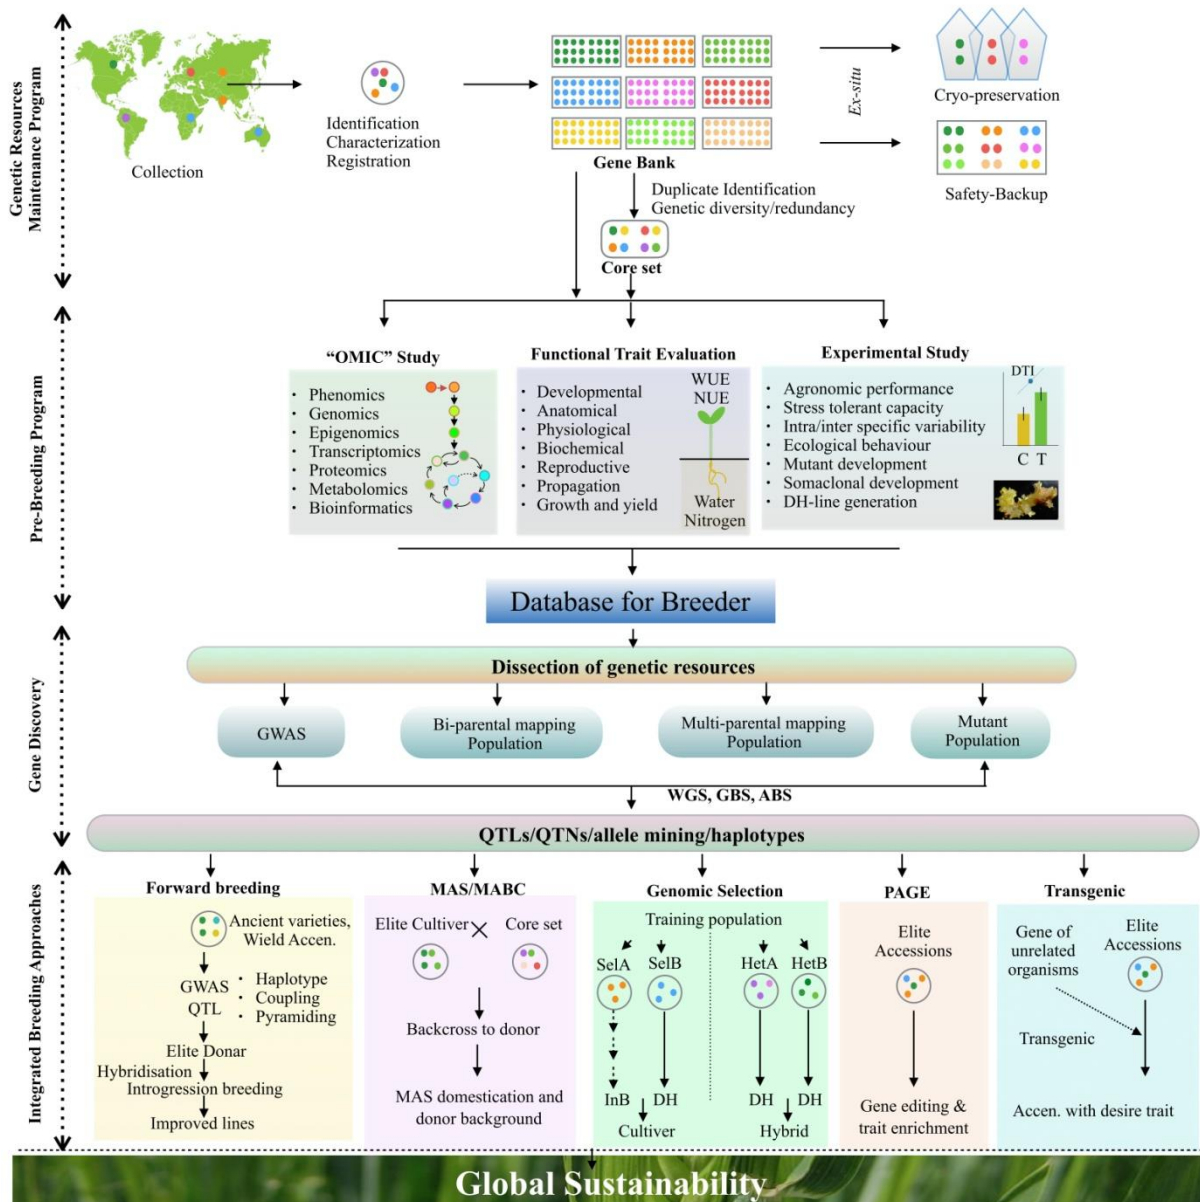 Genetic Resources
Maintenance Program
Collection
Identification
Characterization
Registration
Gene Bank
Ex-situ
Cryo-preservation
Safety-Backup
Duplicate Identification
Genetic diversity/redundancy
Core set
Pre-Breeding Program
“OMIC” Study
• Phenomics
• Genomics
• Epigenomics
• Transcriptomics
• Proteomics
• Metabolomics
• Bioinformatics
Functional Trait Evaluation
• Developmental
• Anatomical
• Physiological
• Biochemical
• Reproductive
• Propagation
• Growth and yield
WUE
NUE
Water
Nitrogen
Experimental Study
• Agronomic performance
• Stress tolerant capacity
• Intra/inter specific variability
• Ecological behaviour
• Mutant development
• Somaclonal development
• DH-line generation
DTI
C T
Database for Breeder
Gene Discovery
Dissection of genetic resources
GWAS
Bi-parental mapping
Population
Multi-parental mapping
Population
Mutant
Population
WGS, GBS, ABS
QTLs/QTNs/allele mining/haplotypes
Integrated Breeding Approaches
Forward breeding
Ancient varieties,
Wield Accen.
GWAS
QTL
• Haplotype
• Coupling
• Pyramiding
Elite Donar
Hybridisation
Introgression breeding
Improved lines
MAS/MABC
Elite Cultiver
Core set
Backcross to donor
MAS domestication and
donor background
Genomic Selection
Training population
SelA SelB HetA HetB
InB DH DH DH
Cultiver Hybrid
PAGE
Elite
Accessions
Gene editing &
trait enrichment
Transgenic
Gene of
unrelated
organisms
Elite
Accessions
Transgenic
Accen. with desire trait
Global Sustainability